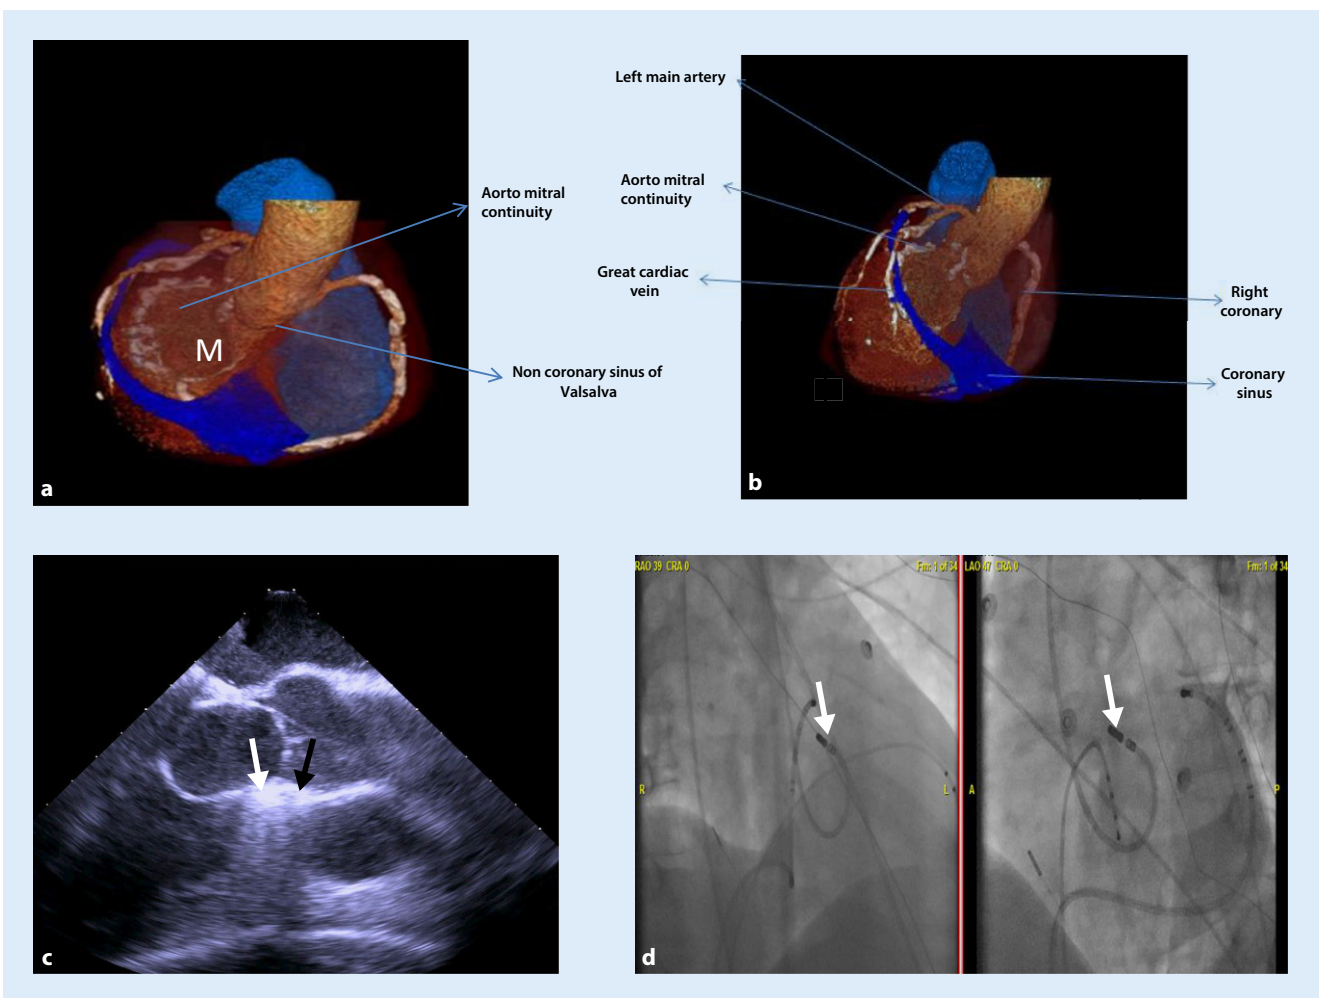 Left main artery
Aorto mitral
continuity
Aorto mitral
continuity
Great cardiac
vein
Right
coronary
M
Non coronary sinus of
Valsalva
Coronary
sinus
a
b
RAO 39 CRA 0
Fm: 1 of 34
LAO 47 CRA 0
Fm: 1 of 34
R
L
A
P
c
d